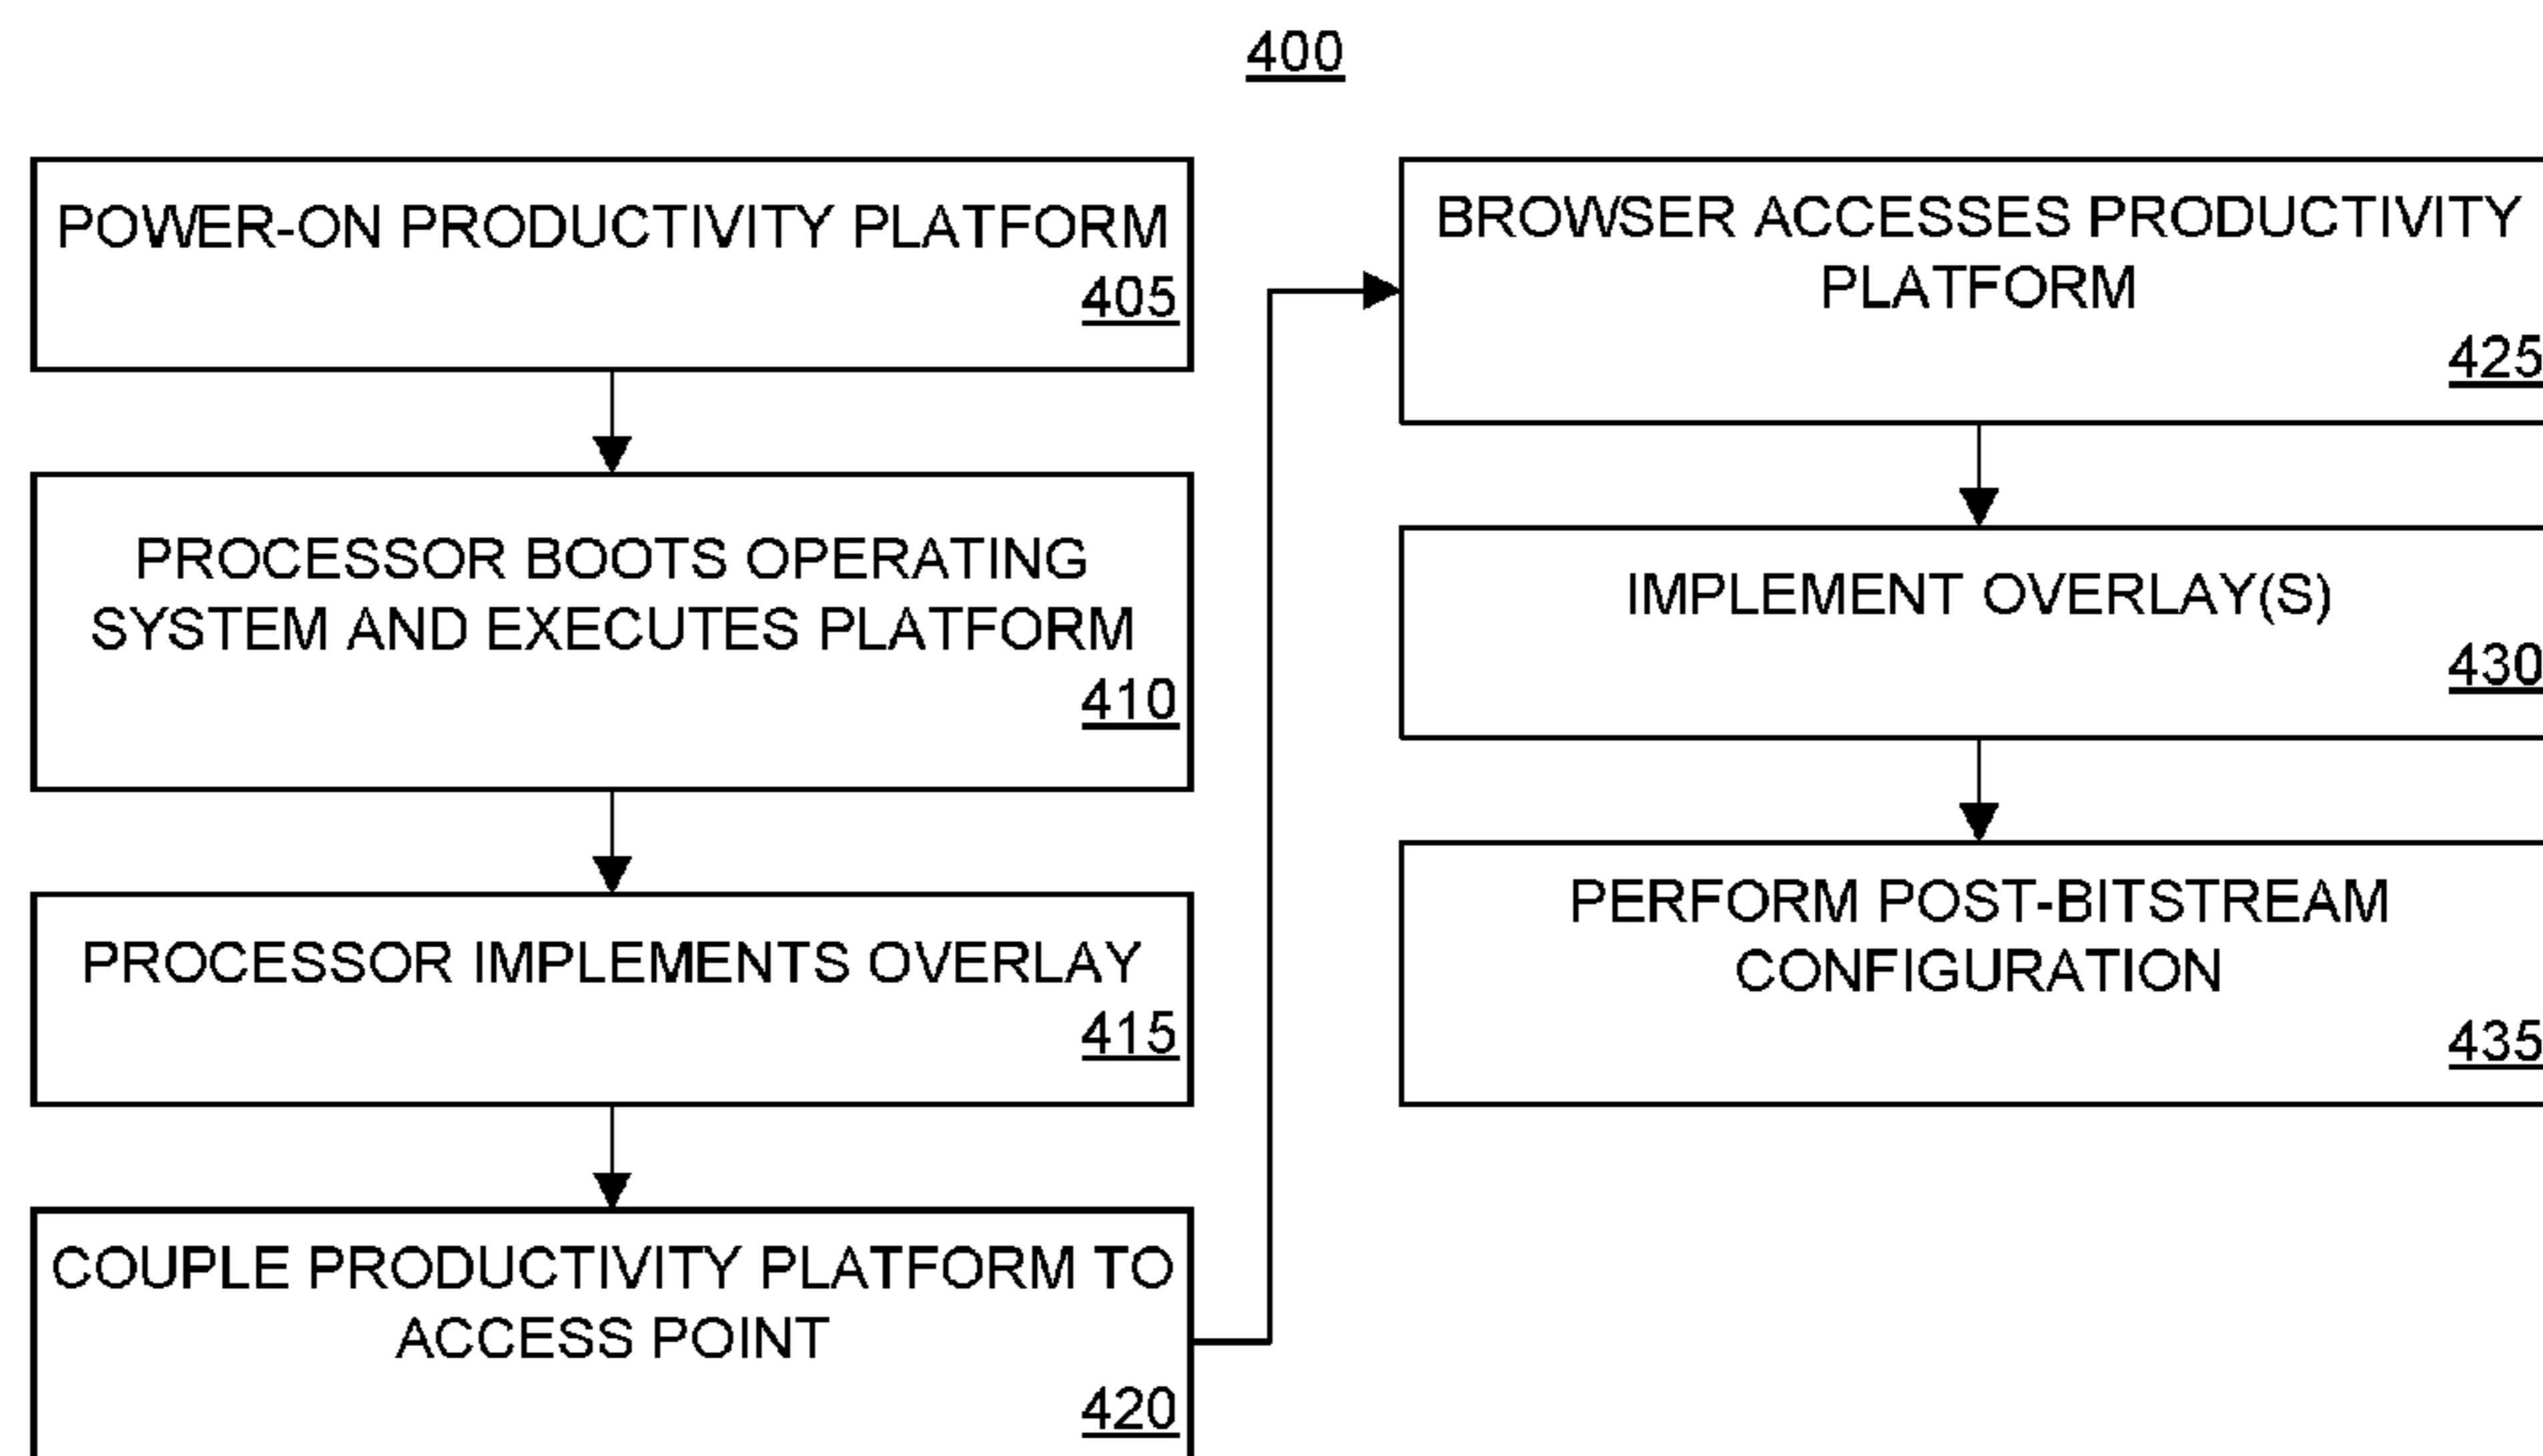 400
POWER-ON PRODUCTIVITY PLATFORM
405
PROCESSOR BOOTS OPERATING
SYSTEM AND EXECUTES PLATFORM
410
PROCESSOR IMPLEMENTS OVERLAY
415
COUPLE PRODUCTIVITY PLATFORM TO
ACCESS POINT
420
BROWSER ACCESSES PRODUCTIVITY
PLATFORM
425
IMPLEMENT OVERLAY(S)
430
PERFORM POST-BITSTREAM
CONFIGURATION
435